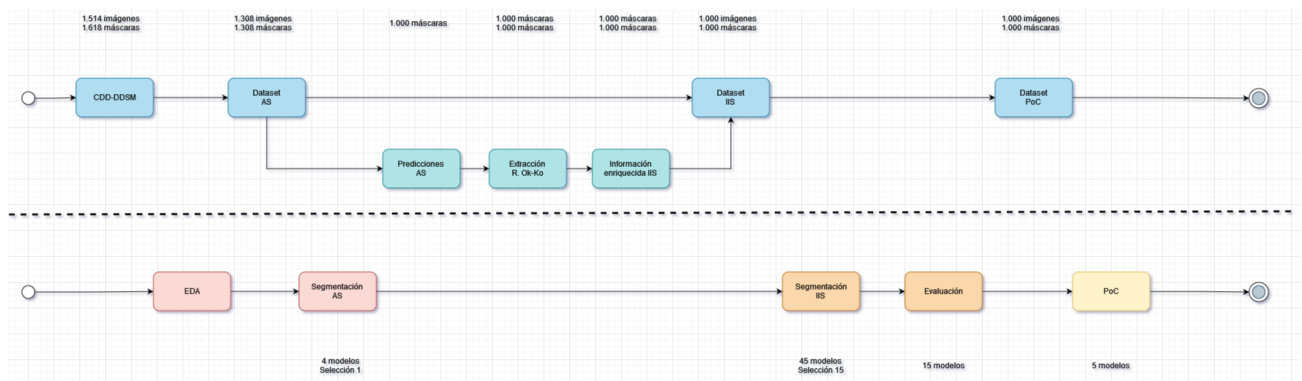 1.514 imágenes
1.618 máscaras
1.308 imágenes
1.308 máscaras
1.000 máscaras
1.000 máscaras
1.000 máscaras
1.000 máscaras
1.000 máscaras
1.000 imágenes
1.000 máscaras
1.000 imágenes
1.000 máscaras
CDD-DDSM
Dataset
AS
Dataset
IIS
Dataset
PoC
Predicciones
AS
Extracción
R. Ok-Ko
Información
enriquecida IIS
EDA
Segmentación
AS
Segmentación
IIS
Evaluación
PoC
4 modelos
Selección 1
45 modelos
Selección 15
15 modelos
5 modelos